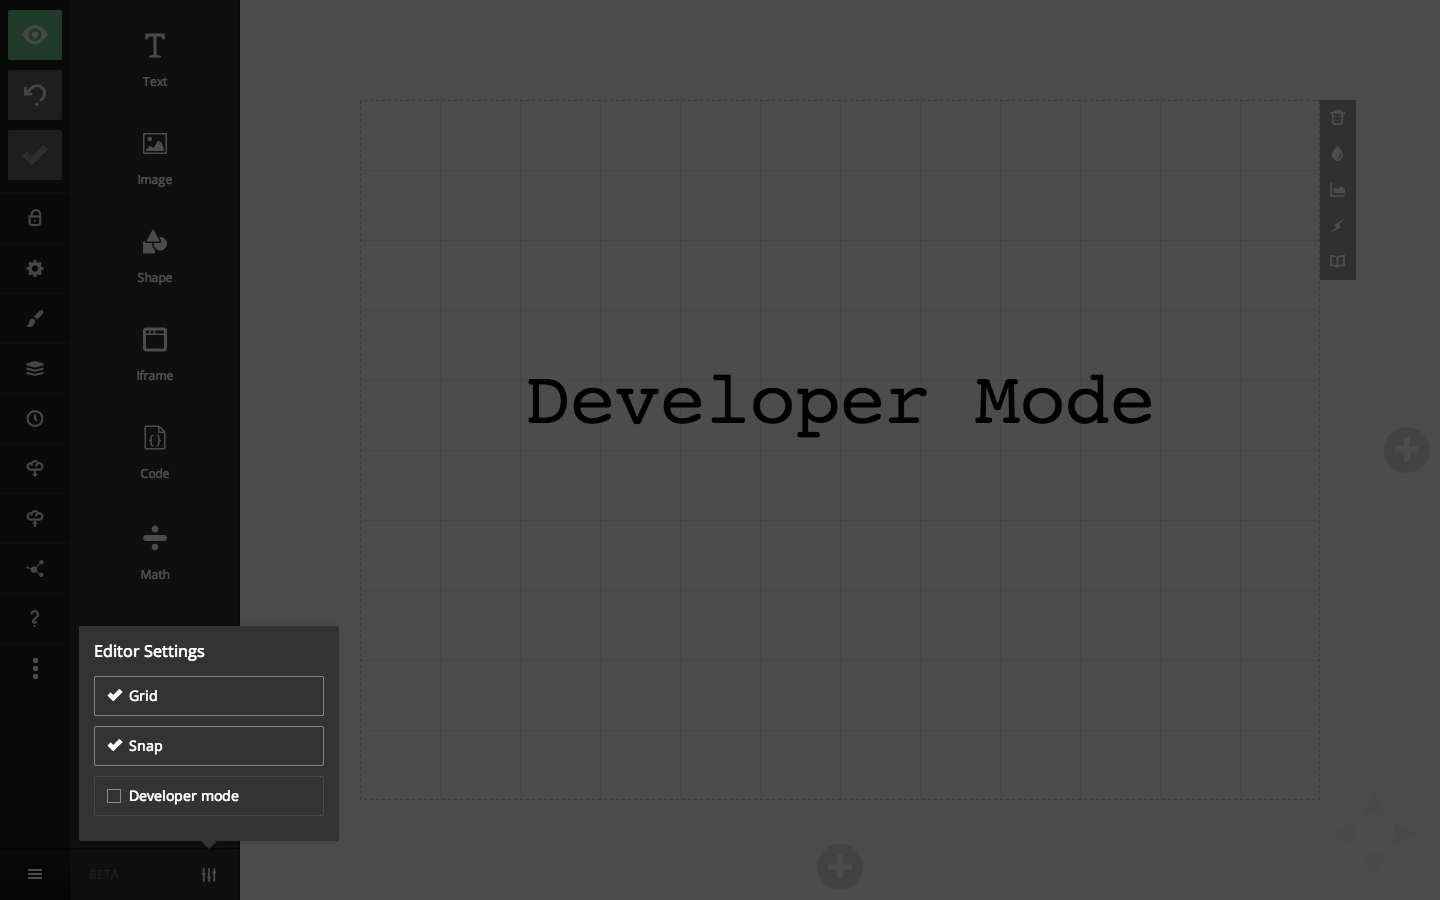 Text
Image
Shape
Iframe
Code
Math
Developer Mode
Editor Settings
Grid
Snap
Developer mode
BETA